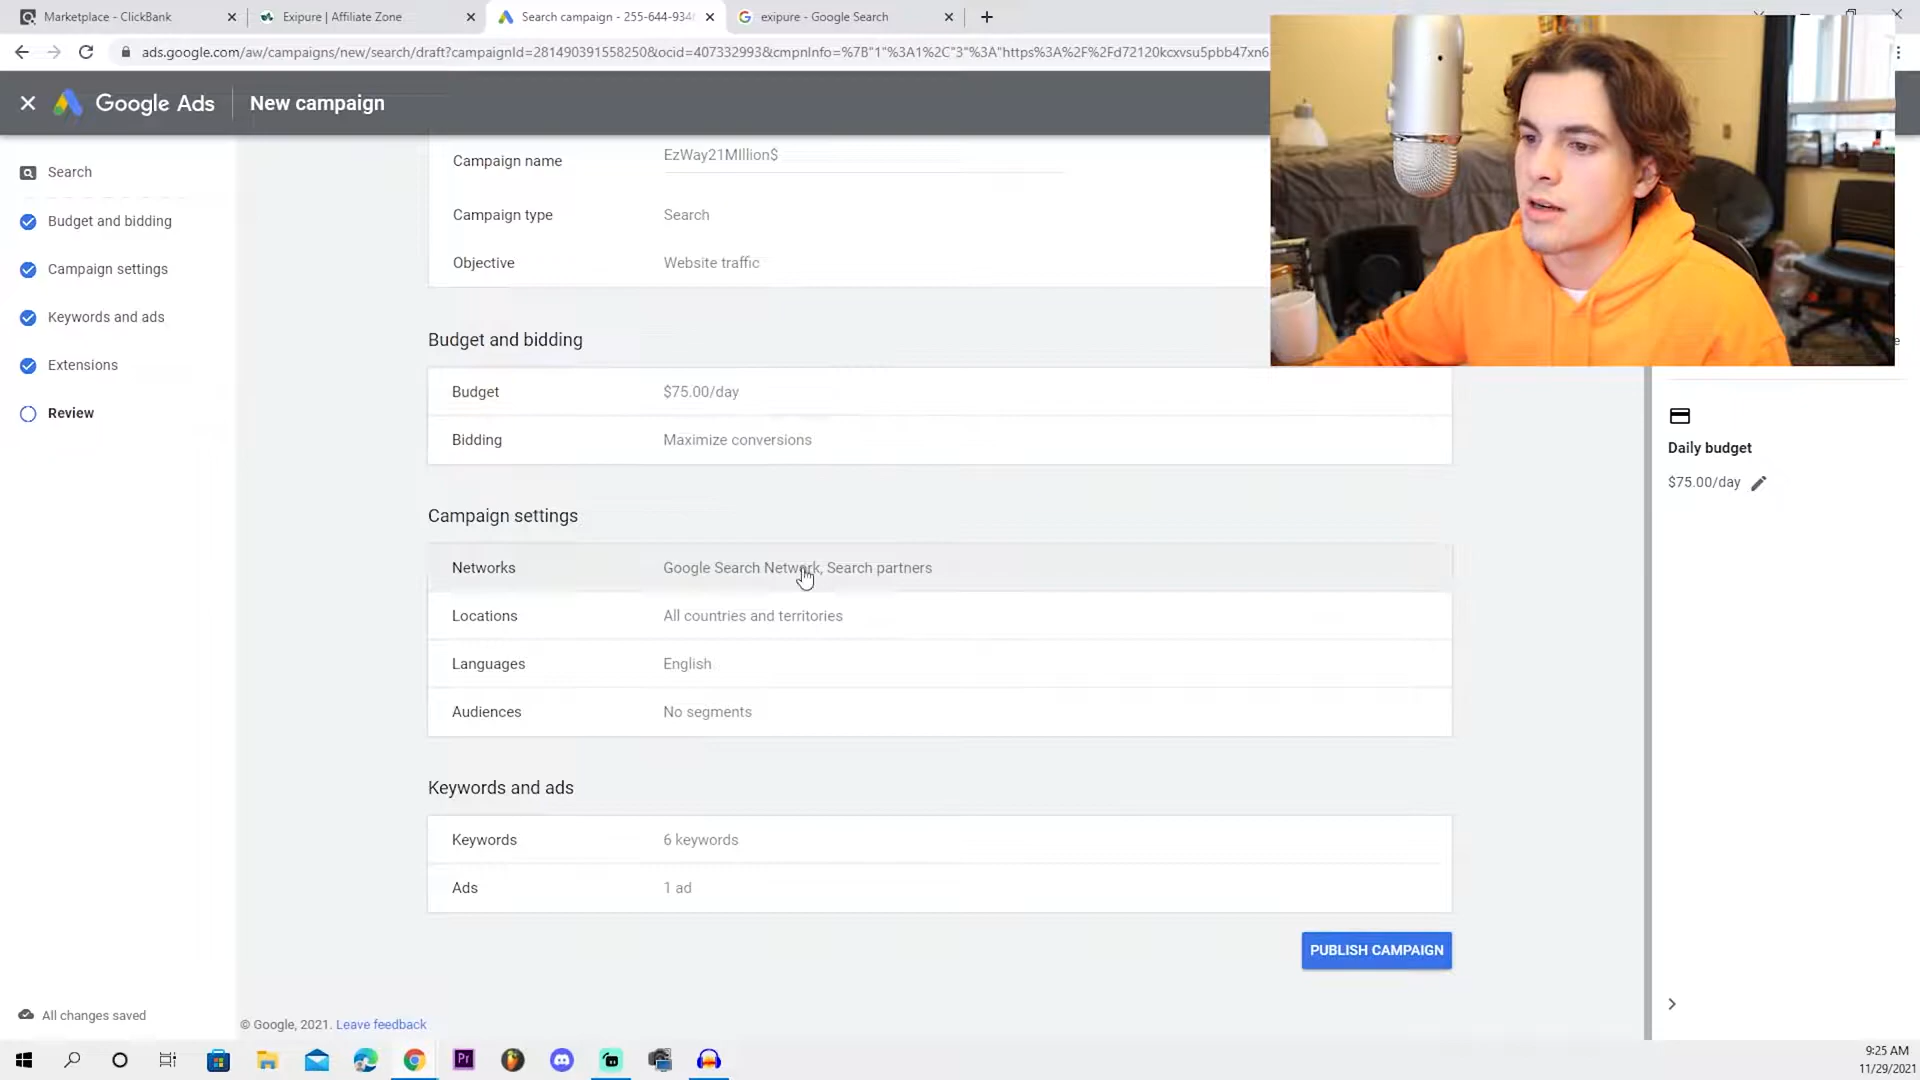 Marketplace - ClickBank
Exipure | Affiliate Zone
Search campaign - 255-644-934
exipure - Google Search
ads.google.com/aw/campaigns/new/search/draft?campaignId=281490391558250&ocid=407332993&cmpnInfo=%7B"1"%3A1%2C"3"%3A"https%3A%2F%2Fd72120kcxvsu5pbb47xn6
Google Ads
New campaign
Search
Budget and bidding
Campaign settings
Keywords and ads
Extensions
Review
Campaign name
EzWay21MIllion$
Campaign type
Search
Objective
Website traffic
Budget and bidding
Budget
$75.00/day
Bidding
Maximize conversions
Campaign settings
Networks
Google Search Network, Search partners
Locations
All countries and territories
Languages
English
Audiences
No segments
Keywords and ads
Keywords
6 keywords
Ads
1 ad
PUBLISH CAMPAIGN
Daily budget
$75.00/day
All changes saved
© Google, 2021. Leave feedback
Pr
9:25 AM
11/29/2021